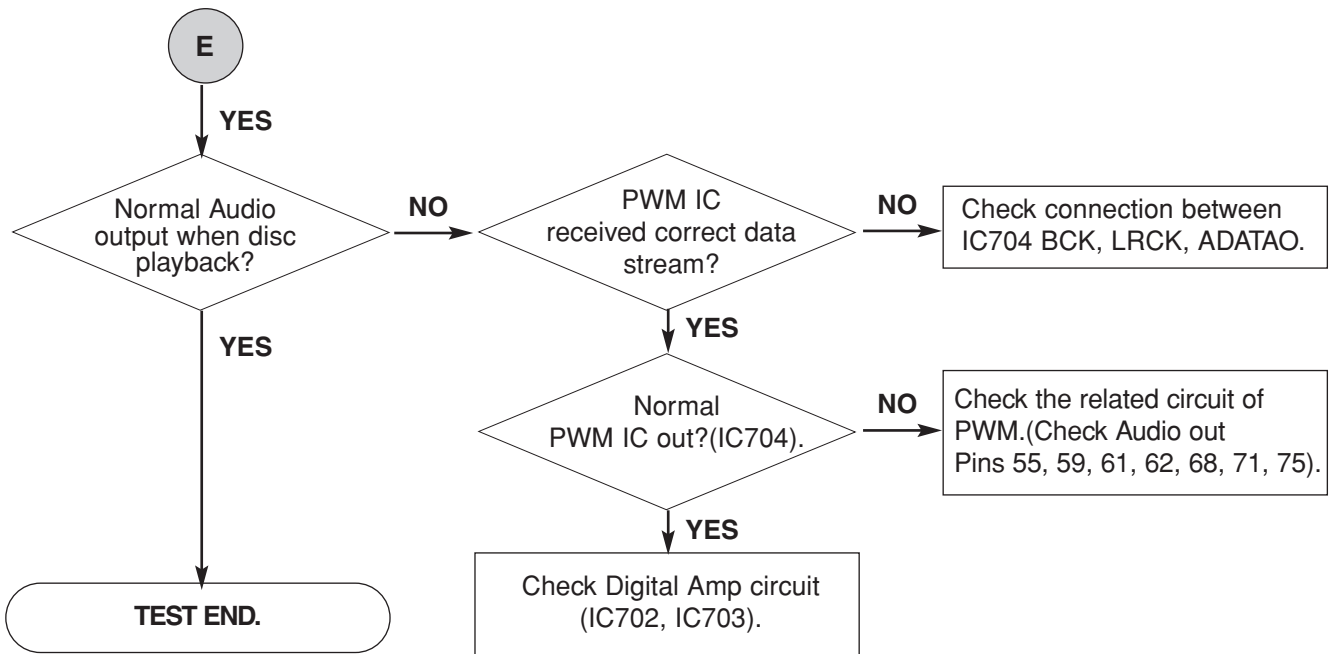 E
YES
Normal Audio
output when disc
playback?
NO
PWM IC
received correct data
stream?
NO
Check connection between
IC704 BCK, LRCK, ADATAO.
YES
YES
Normal
PWM IC out?(IC704).
NO
Check the related circuit of
PWM.(Check Audio out
Pins 55, 59, 61, 62, 68, 71, 75).
YES
Check Digital Amp circuit
(IC702, IC703).
TEST END.